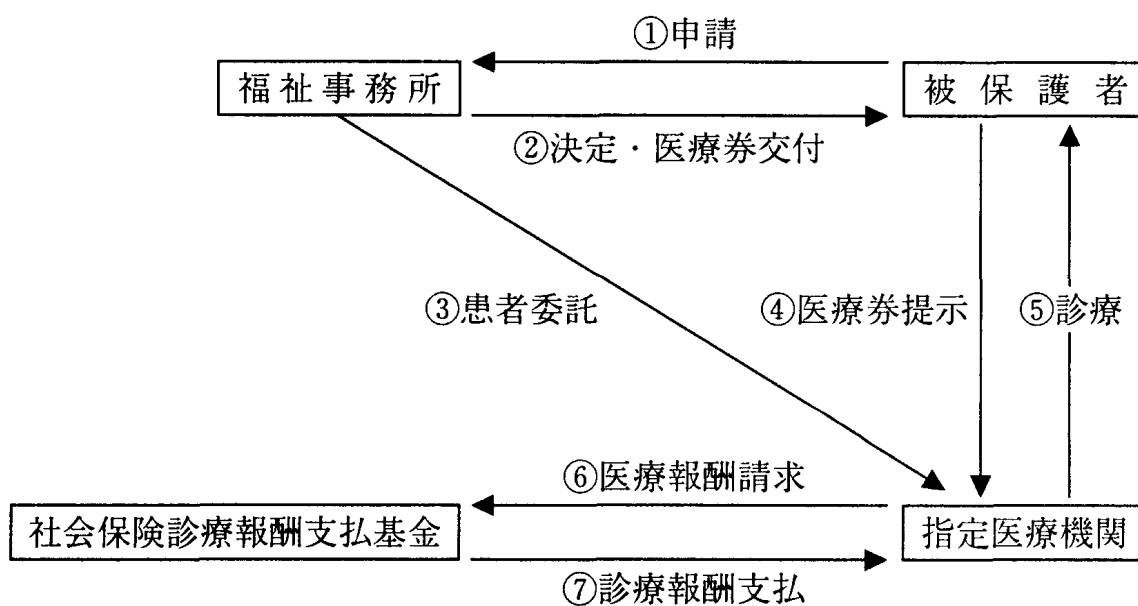 ①申請
福祉事務所
被保護者
②決定・医療券交付
③患者委託
④医療券提示
⑤診療
⑥医療報酬請求
社会保険診療報酬支払基金
指定医療機関
⑦診療報酬支払